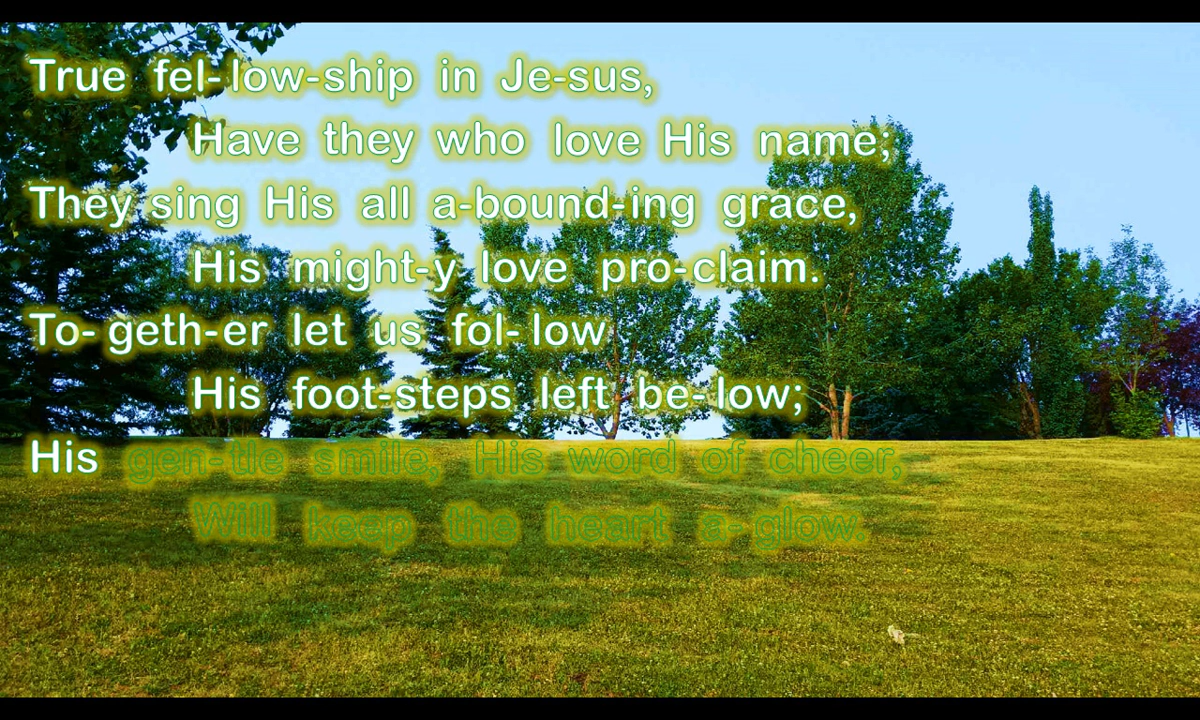 True fel-low-ship in Je-sus,
Have they who love His name;
They sing His all a-bound-ing grace,
His might-y love pro-claim.
To-geth-er let us fol-low
His foot-steps left be-low;
His gen-tle smile, His word of cheer,
Will keep the heart a-glow.